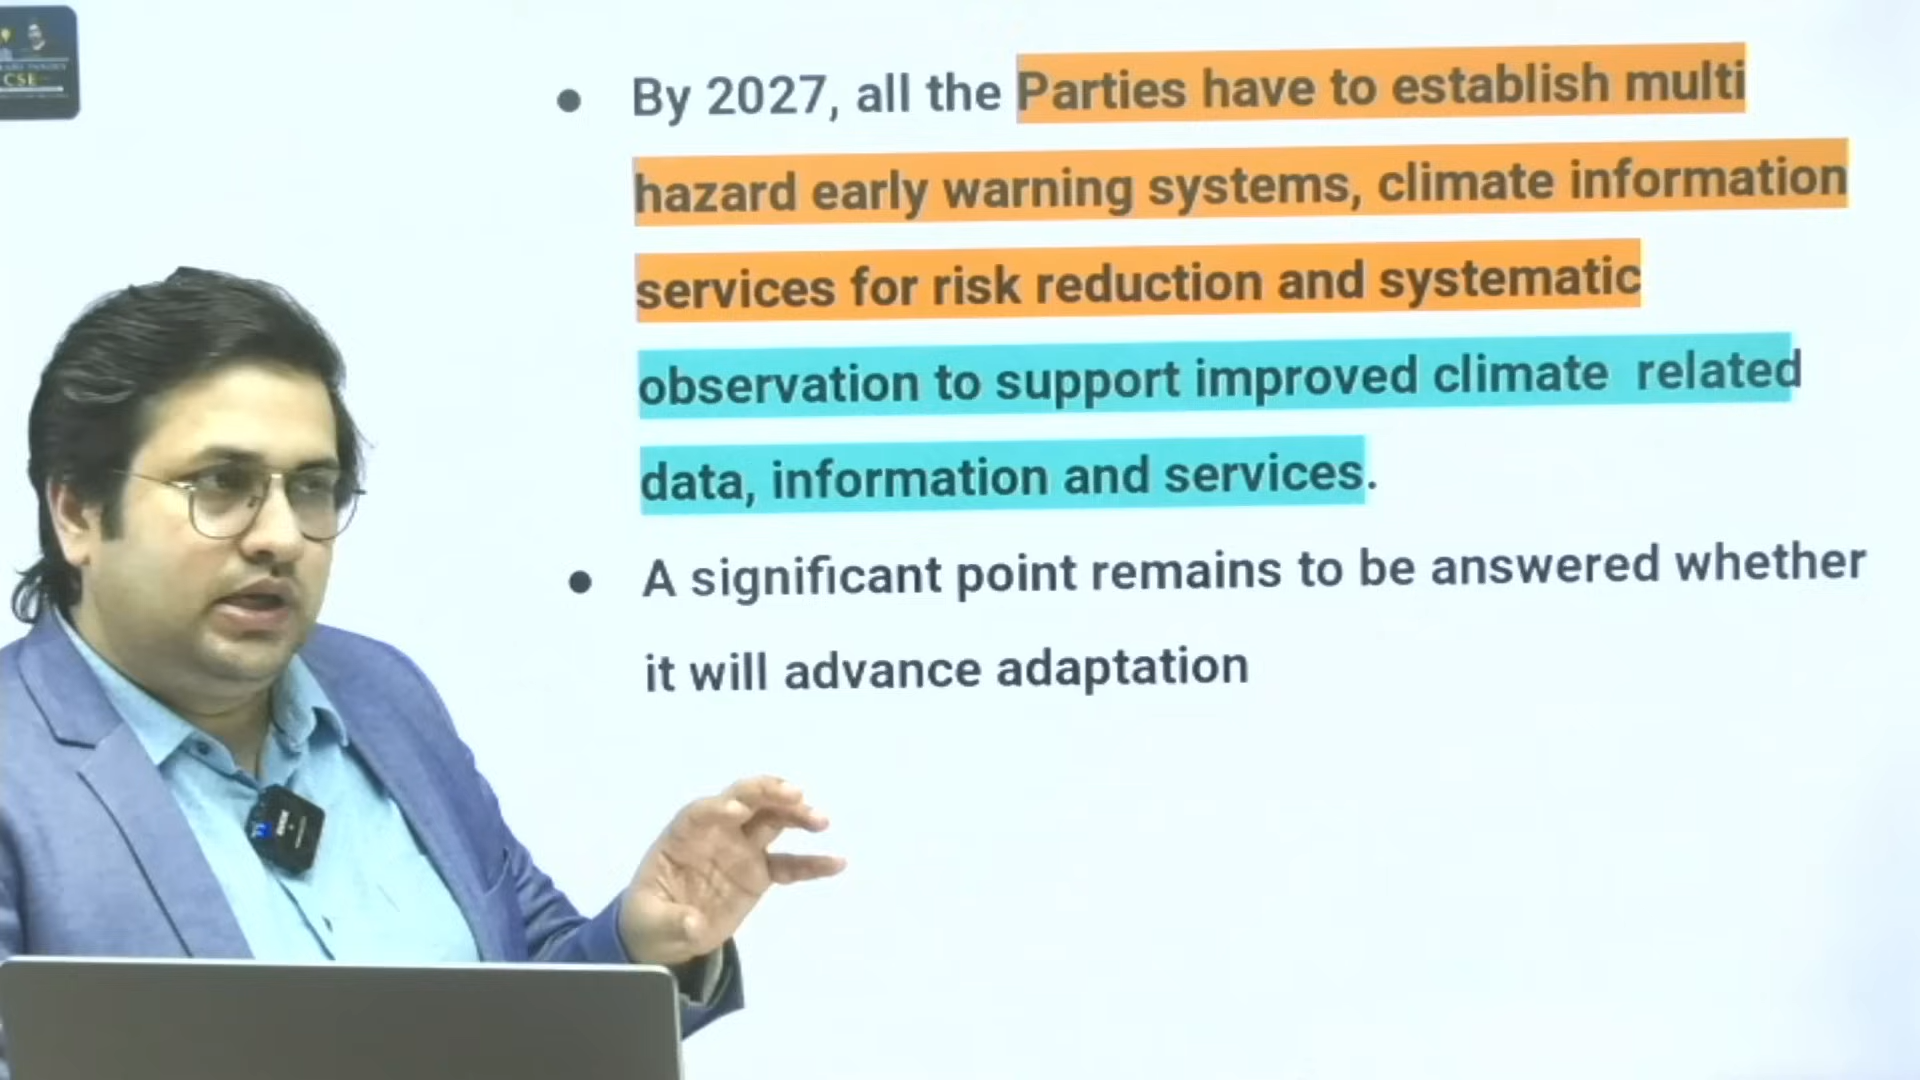 CSE
By 2027, all the Parties have to establish multi
hazard early warning systems, climate information
services for risk reduction and systematic
observation to support improved climate related
data, information and services.
A significant point remains to be answered whether
it will advance adaptation